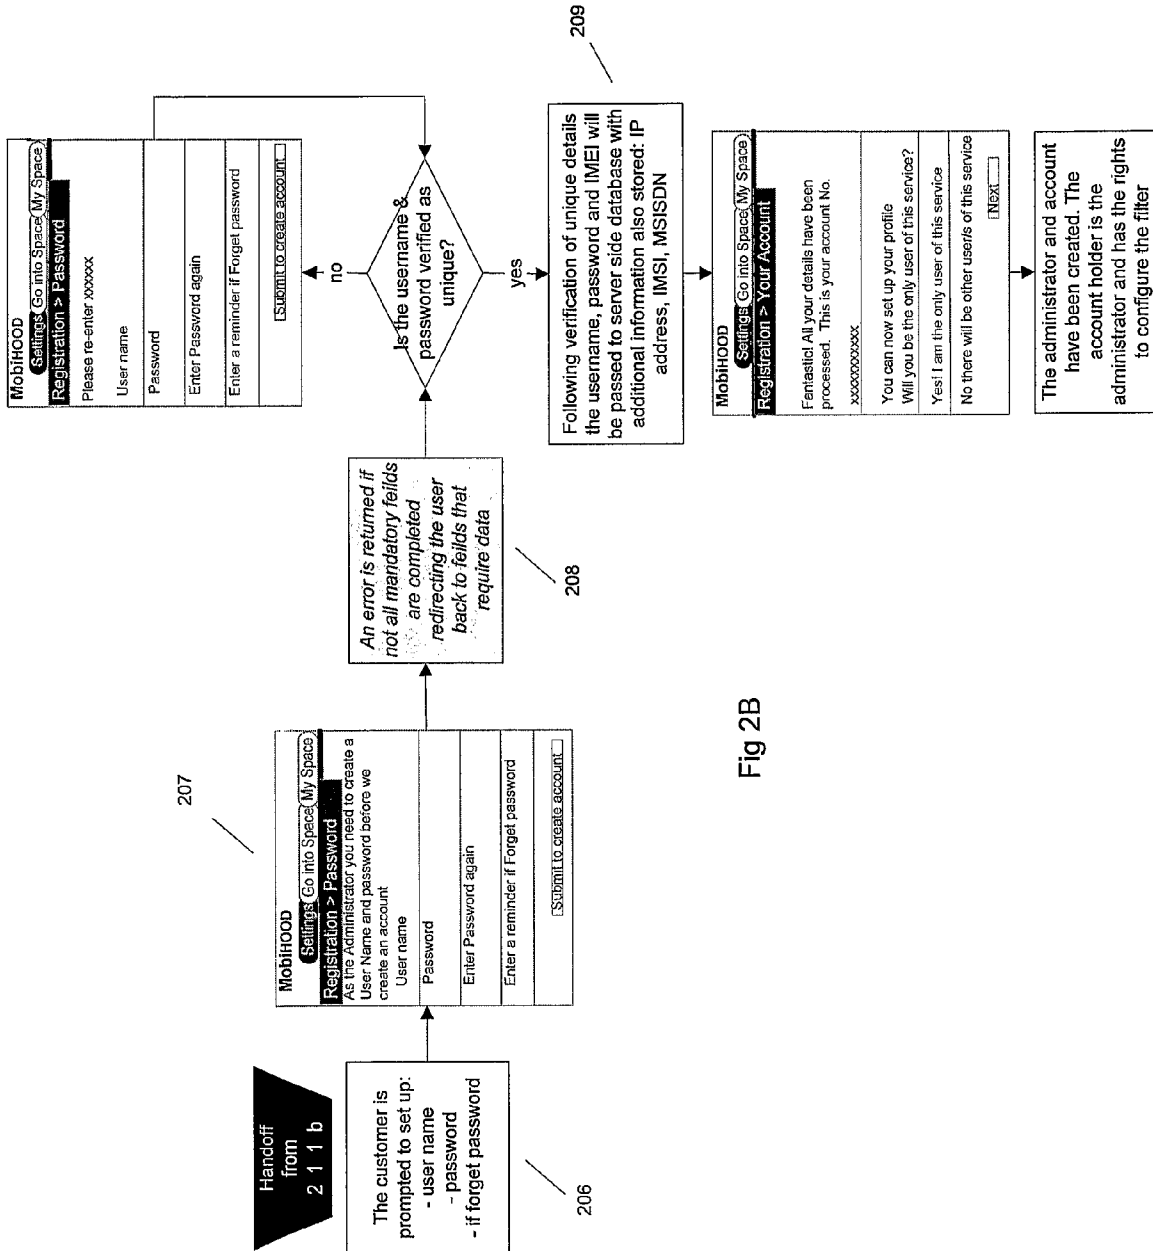 Handoff
from
2 1 1 b
The customer is
prompted to set up:
- user name
- password
- if forget password
206
207
MobiHOOD
Settings Go into Space My Space
Registration > Password
As the Administrator you need to create a
User Name and password before we
create an account
User name
Password
Enter Password again
Enter a reminder if Forget password
Submit to create account
An error is returned if
not all mandatory feilds
are completed
redirecting the user
back to feilds that
require data
208
MobiHOOD
Settings Go into Space My Space
Registration > Password
Please re-enter xxxxxx
User name
Password
Enter Password again
Enter a reminder if Forget password
Submit to create account
no
Is the username &
password verified as
unique?
yes
209
Following verification of unique details
the username, password and IMEI will
be passed to server side database with
additional information also stored: IP
address, IMSI, MSISDN
MobiHOOD
Settings Go into Space My Space
Registration > Your Account
Fantastic! All your details have been
processed. This is your account No.
xxxxxxxxxxx
You can now set up your profile
Will you be the only user of this service?
Yes! I am the only user of this service
No there will be other user/s of this service
Next
The administrator and account
have been created. The
account holder is the
administrator and has the rights
to configure the filter
Fig 2B